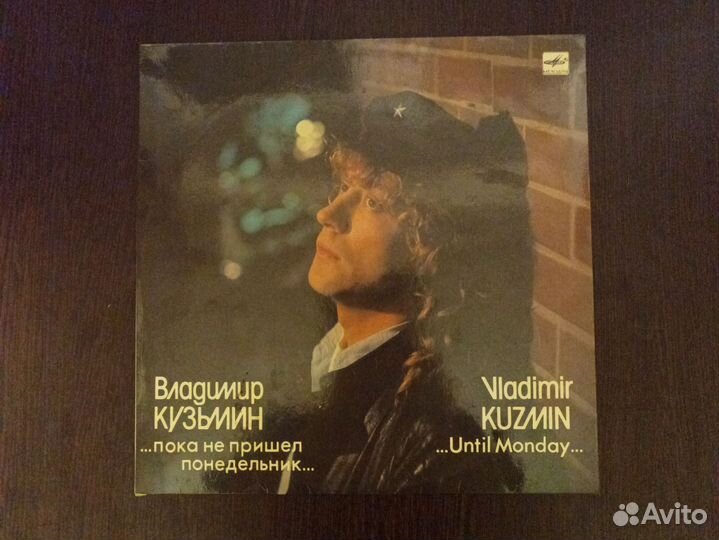 Владимир
КУЗЬМИН
...пока не пришел
понедельник...
Vladimir
KUZMIN
...Until Monday...
Avito